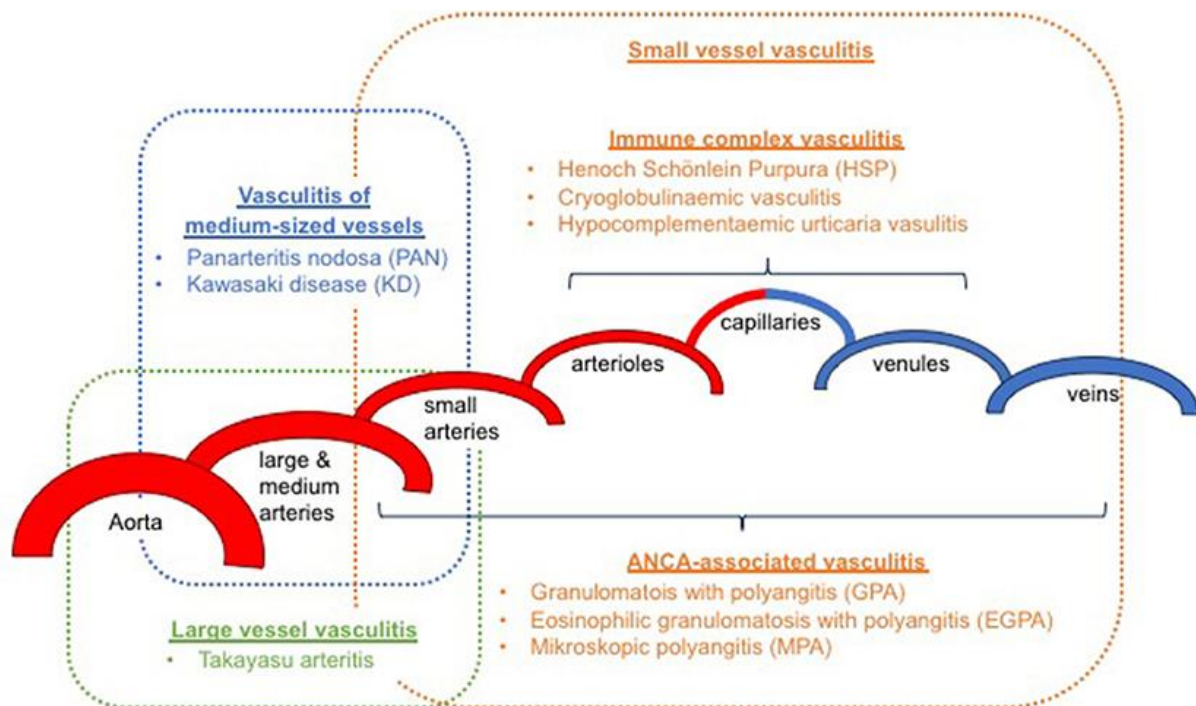 Small vessel vasculitis
Immune complex vasculitis
• Henoch Schönlein Purpura (HSP)
• Cryoglobulinaemic vasculitis
• Hypocomplementaemic urticaria vasulitis
Vasculitis of
medium-sized vessels
• Panarteritis nodosa (PAN)
• Kawasaki disease (KD)
capillaries
arterioles
venules
veins
small
arteries
large &
medium
arteries
Aorta
ANCA-associated vasculitis
• Granulomatois with polyangitis (GPA)
• Eosinophilic granulomatosis with polyangitis (EGPA)
• Mikroskopic polyangitis (MPA)
Large vessel vasculitis
• Takayasu arteritis